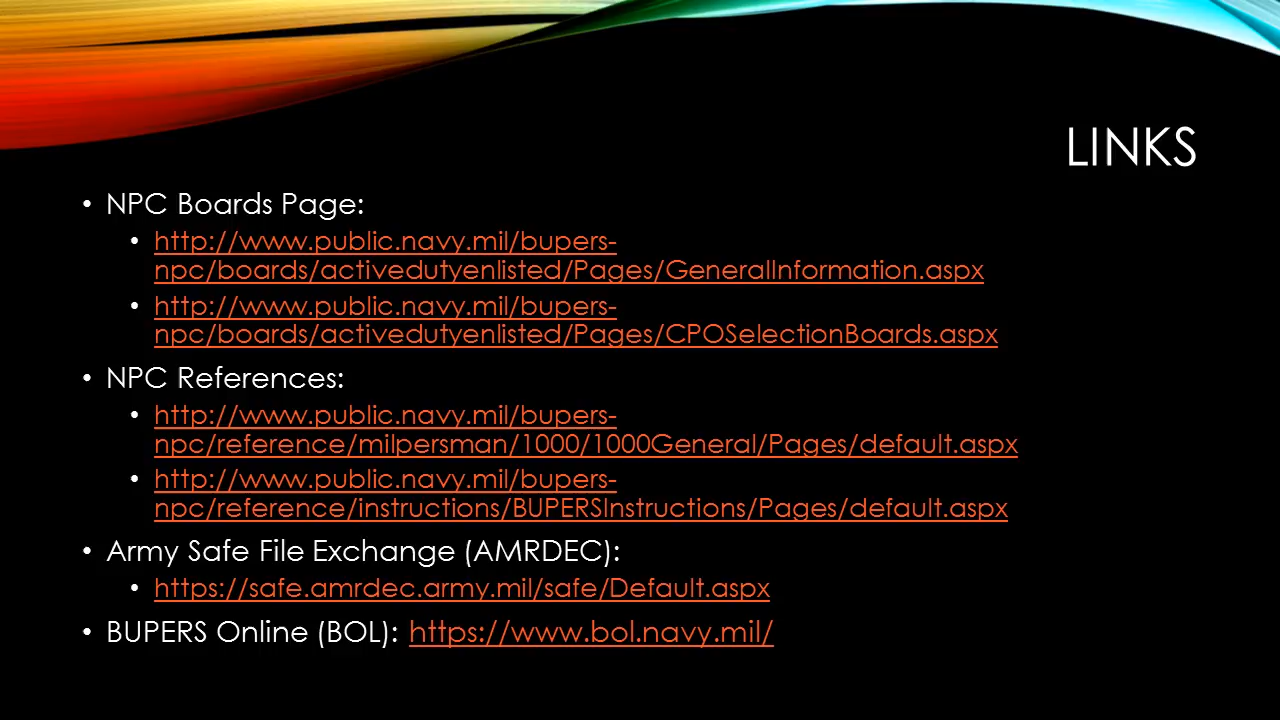 LINKS
• NPC Boards Page:
• http://www.public.navy.mil/bupers-
npc/boards/activedutyenlisted/Pages/GeneralInformation.aspx
• http://www.public.navy.mil/bupers-
npc/boards/activedutyenlisted/Pages/CPOSelectionBoards.aspx
• NPC References:
• http://www.public.navy.mil/bupers-
npc/reference/milpersman/1000/1000General/Pages/default.aspx
• http://www.public.navy.mil/bupers-
npc/reference/instructions/BUPERSInstructions/Pages/default.aspx
• Army Safe File Exchange (AMRDEC):
• https://safe.amrdec.army.mil/safe/Default.aspx
• BUPERS Online (BOL): https://www.bol.navy.mil/